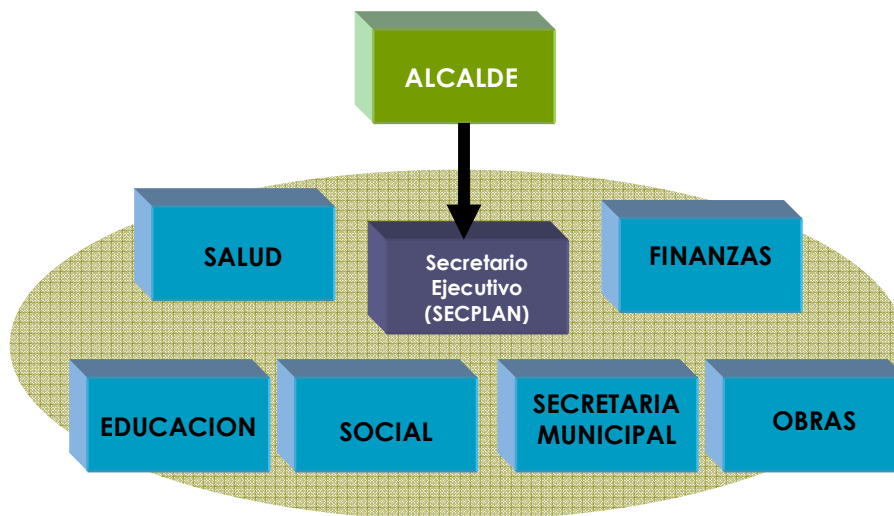 ALCALDE
SALUD
Secretario
Ejecutivo
(SECPLAN)
FINANZAS
EDUCACION
SOCIAL
SECRETARIA
MUNICIPAL
OBRAS